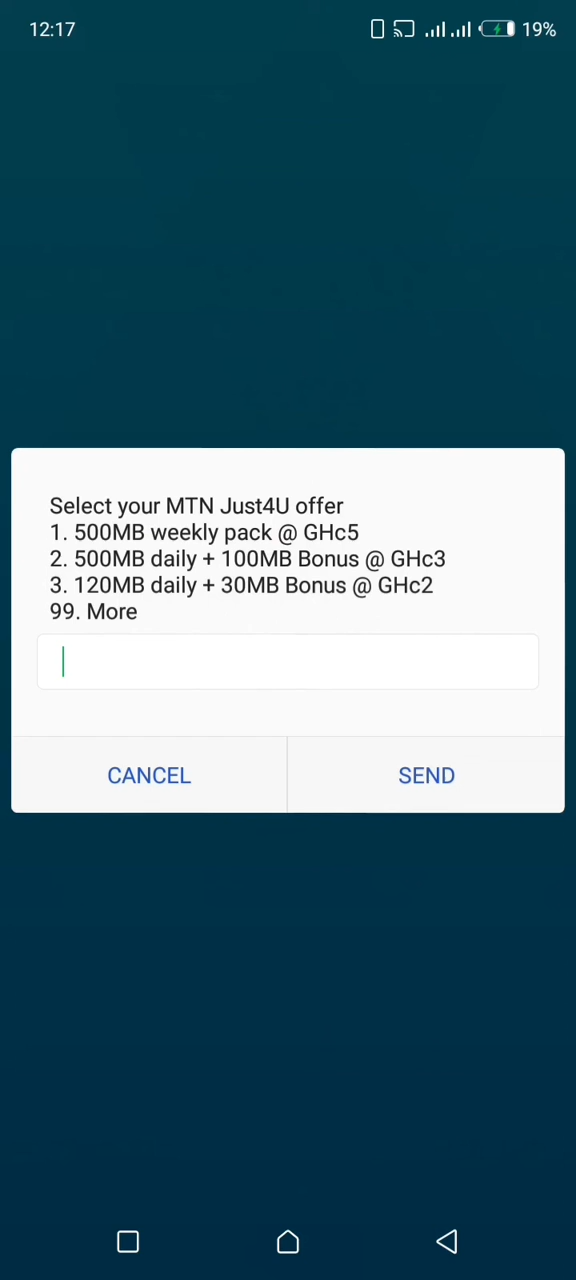 12:17
19%
Select your MTN Just4U offer
1. 500MB weekly pack @ GHc5
2. 500MB daily + 100MB Bonus @ GHc3
3. 120MB daily + 30MB Bonus @ GHc2
99. More
CANCEL
SEND